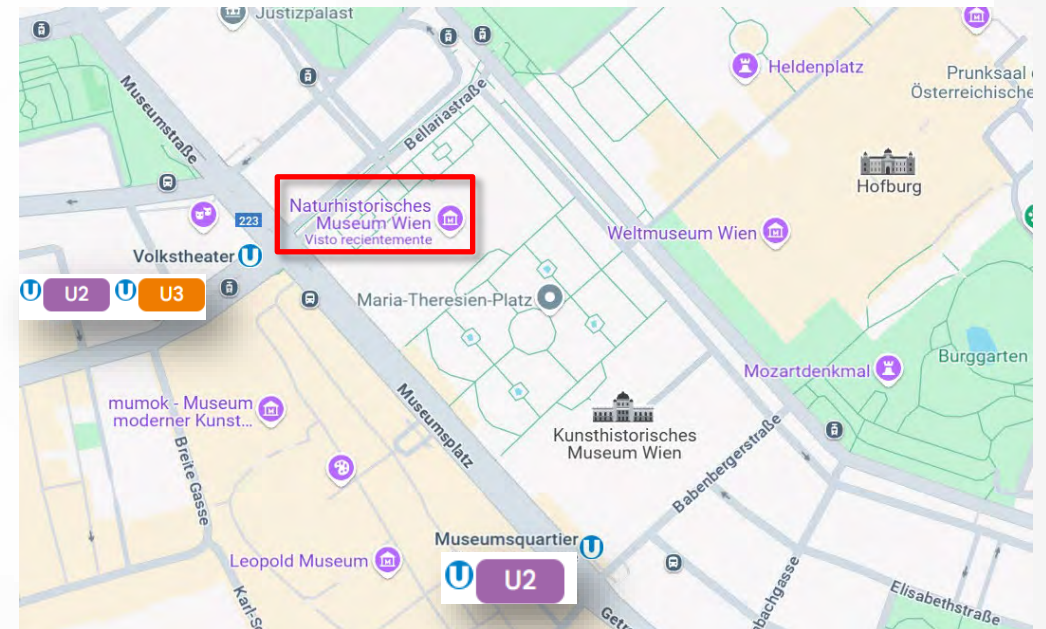 Justizpalast
Heldenplatz
Prunksaal
Österreichische
Museumstraße
Bellariastraße
Hofburg
Naturhistorisches
Museum Wien
Visto recientemente
223
Weltmuseum Wien
Volkstheater U
U U2 U U3
Maria-Theresien-Platz
Burggarten
Mozartdenkmal
mumok - Museum
moderner Kunst...
Museumsplatz
Kunsthistorisches
Museum Wien
Breite Gasse
Babenbergerstraße
Museumsquartier U
Leopold Museum
U U2
Elisabethstraße